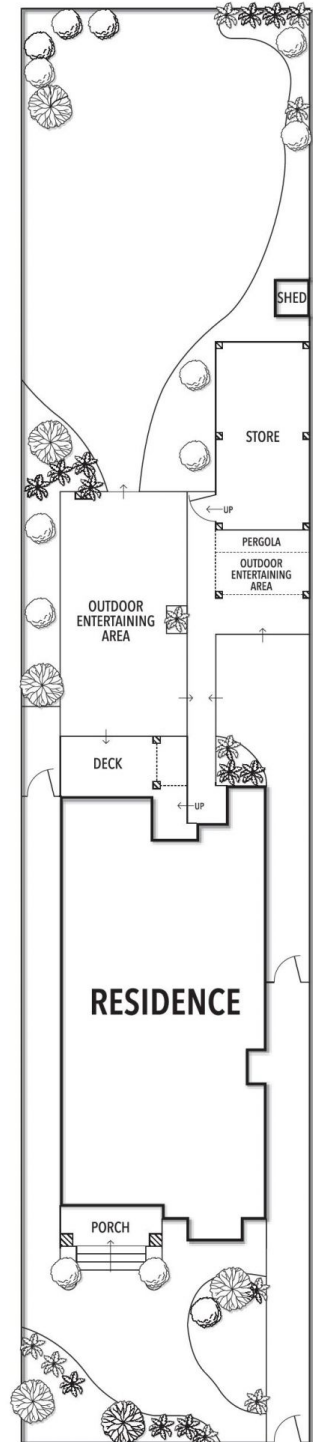 SHED
STORE
UP
PERGOLA
OUTDOOR
ENTERTAINING
AREA
OUTDOOR
ENTERTAINING
AREA
DECK
UP
RESIDENCE
PORCH